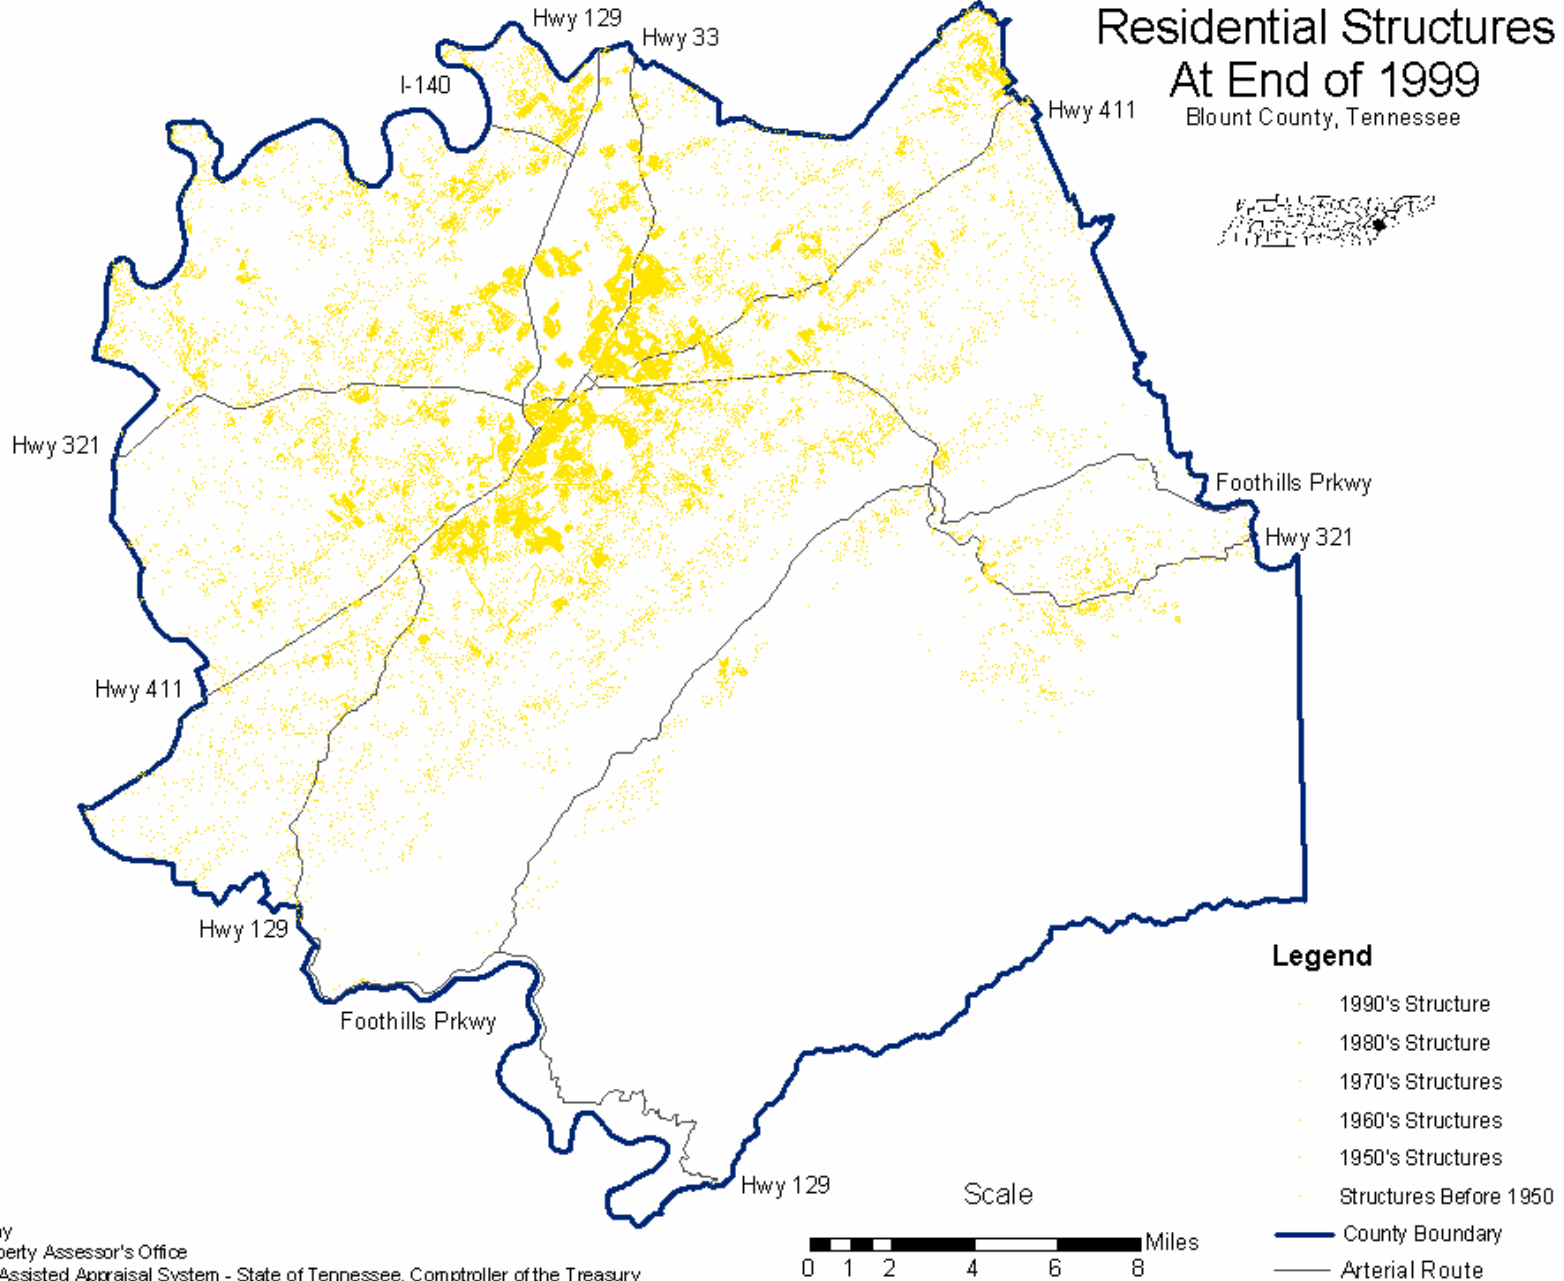 Residential Structures
At End of 1999
Blount County, Tennessee
Hwy 129
Hwy 33
I-140
Hwy 411
Hwy 321
Foothills Prkwy
Hwy 321
Hwy 411
Hwy 129
Foothills Prkwy
Hwy 129
Legend
1990's Structure
1980's Structure
1970's Structures
1960's Structures
1950's Structures
Structures Before 1950
County Boundary
Arterial Route
Scale
Miles
0 1 2 4 6 8
Assessor's Office
Assisted Appraisal System - State of Tennessee, Comptroller of the Treasury